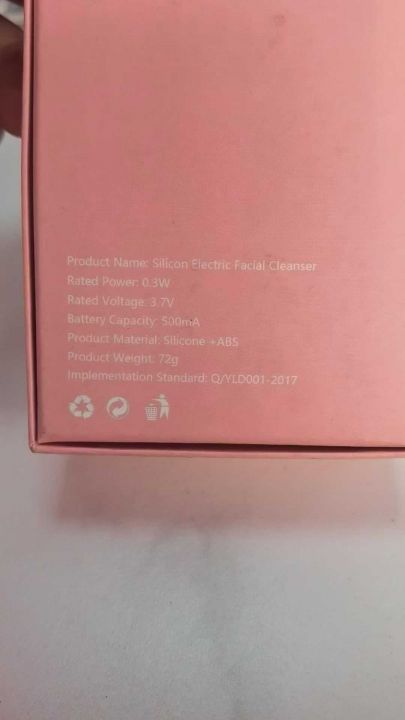 Product Name: Silicon Electric Facial Cleanser
Rated Power: 0.3W
Rated Voltage: 3.7V
Battery Capacity: 500mA
Product Material: Silicone +ABS
Product Weight: 72g
Implementation Standard: Q/YLD001-2017